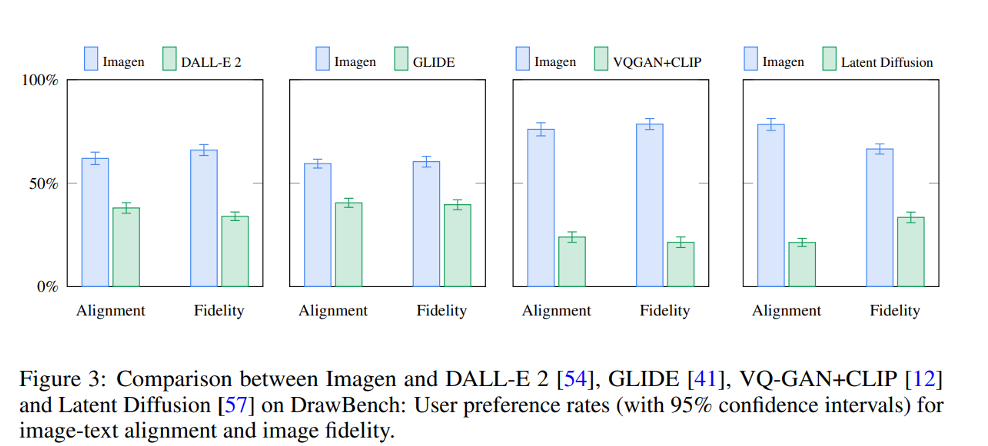 Imagen DALL-E 2 Imagen GLIDE Imagen VQGAN+CLIP Imagen Latent Diffusion
100%
50%
0%
Alignment Fidelity Alignment Fidelity Alignment Fidelity Alignment Fidelity
Figure 3: Comparison between Imagen and DALL-E 2 [54], GLIDE [41], VQ-GAN+CLIP [12]
and Latent Diffusion [57] on DrawBench: User preference rates (with 95% confidence intervals) for
image-text alignment and image fidelity.